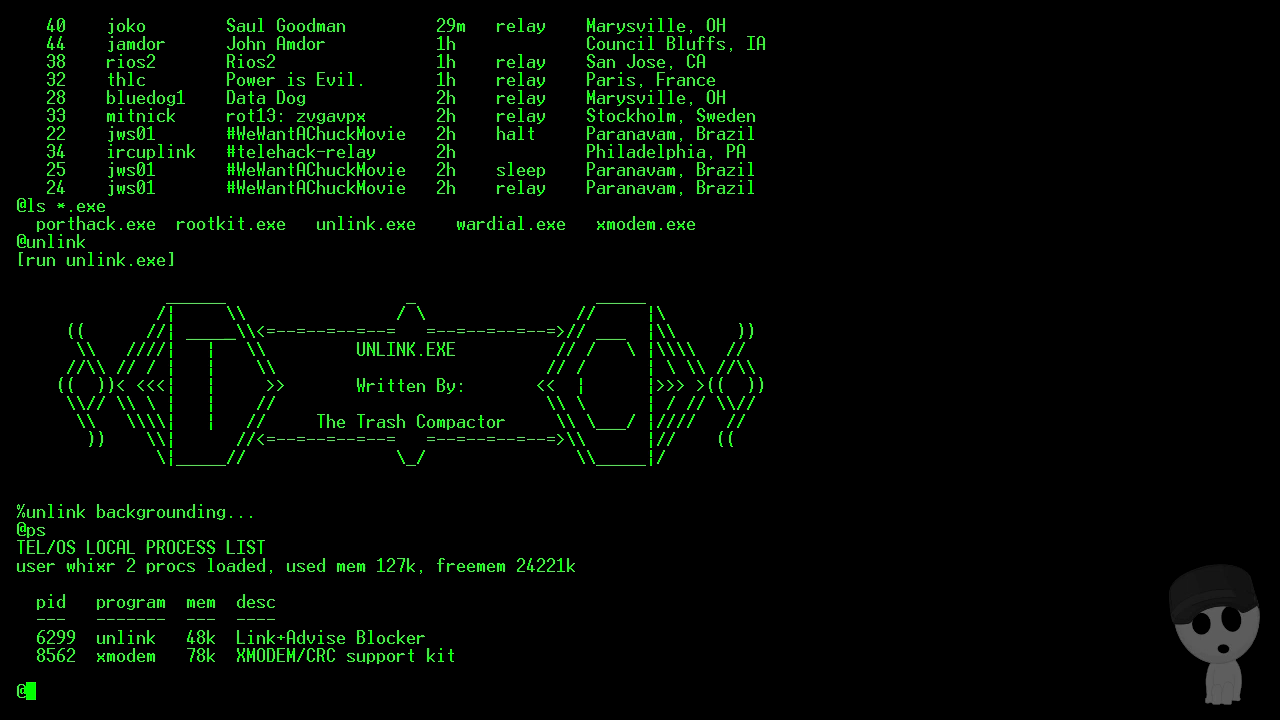 40    joko        Saul Goodman         29m   relay    Marysville, OH
   44    jamdor      John Amdor           1h             Council Bluffs, IA
   38    rios2       Rios2                1h    relay    San Jose, CA
   32    thlc        Power is Evil.       1h    relay    Paris, France
   28    bluedog1    Data Dog             2h    relay    Marysville, OH
   33    mitnick     rot13: zvgavpx       2h    relay    Stockholm, Sweden
   22    jws01       #WeWantAChuckMovie   2h    halt     Paranavam, Brazil
   34    ircuplink   #telehack-relay      2h             Philadelphia, PA
   25    jws01       #WeWantAChuckMovie   2h    sleep    Paranavam, Brazil
   24    jws01       #WeWantAChuckMovie   2h    relay    Paranavam, Brazil
@ls *.exe
  porthack.exe  rootkit.exe   unlink.exe    wardial.exe   xmodem.exe
@unlink
[run unlink.exe]
UNLINK.EXE
Written By:
The Trash Compactor
%unlink backgrounding...
@ps
TEL/OS LOCAL PROCESS LIST
user whixr 2 procs loaded, used mem 127k, freemem 24221k
  pid   program  mem  desc
  ---   -------  ---  ----
  6299  unlink   48k  Link+Advise Blocker
  8562  xmodem   78k  XMODEM/CRC support kit
@